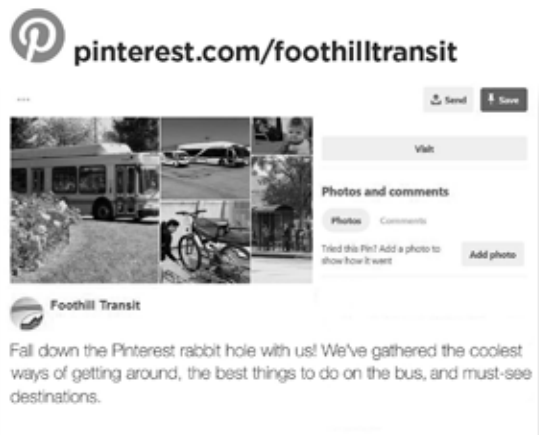 pinterest.com/foothilltransit
Send
Save
Visit
Photos and comments
Photos
Comments
Tried this Pin? Add a photo to
show how it went
Add photo
Foothill Transit
Fall down the Pinterest rabbit hole with us! We've gathered the coolest
ways of getting around, the best things to do on the bus, and must-see
destinations.